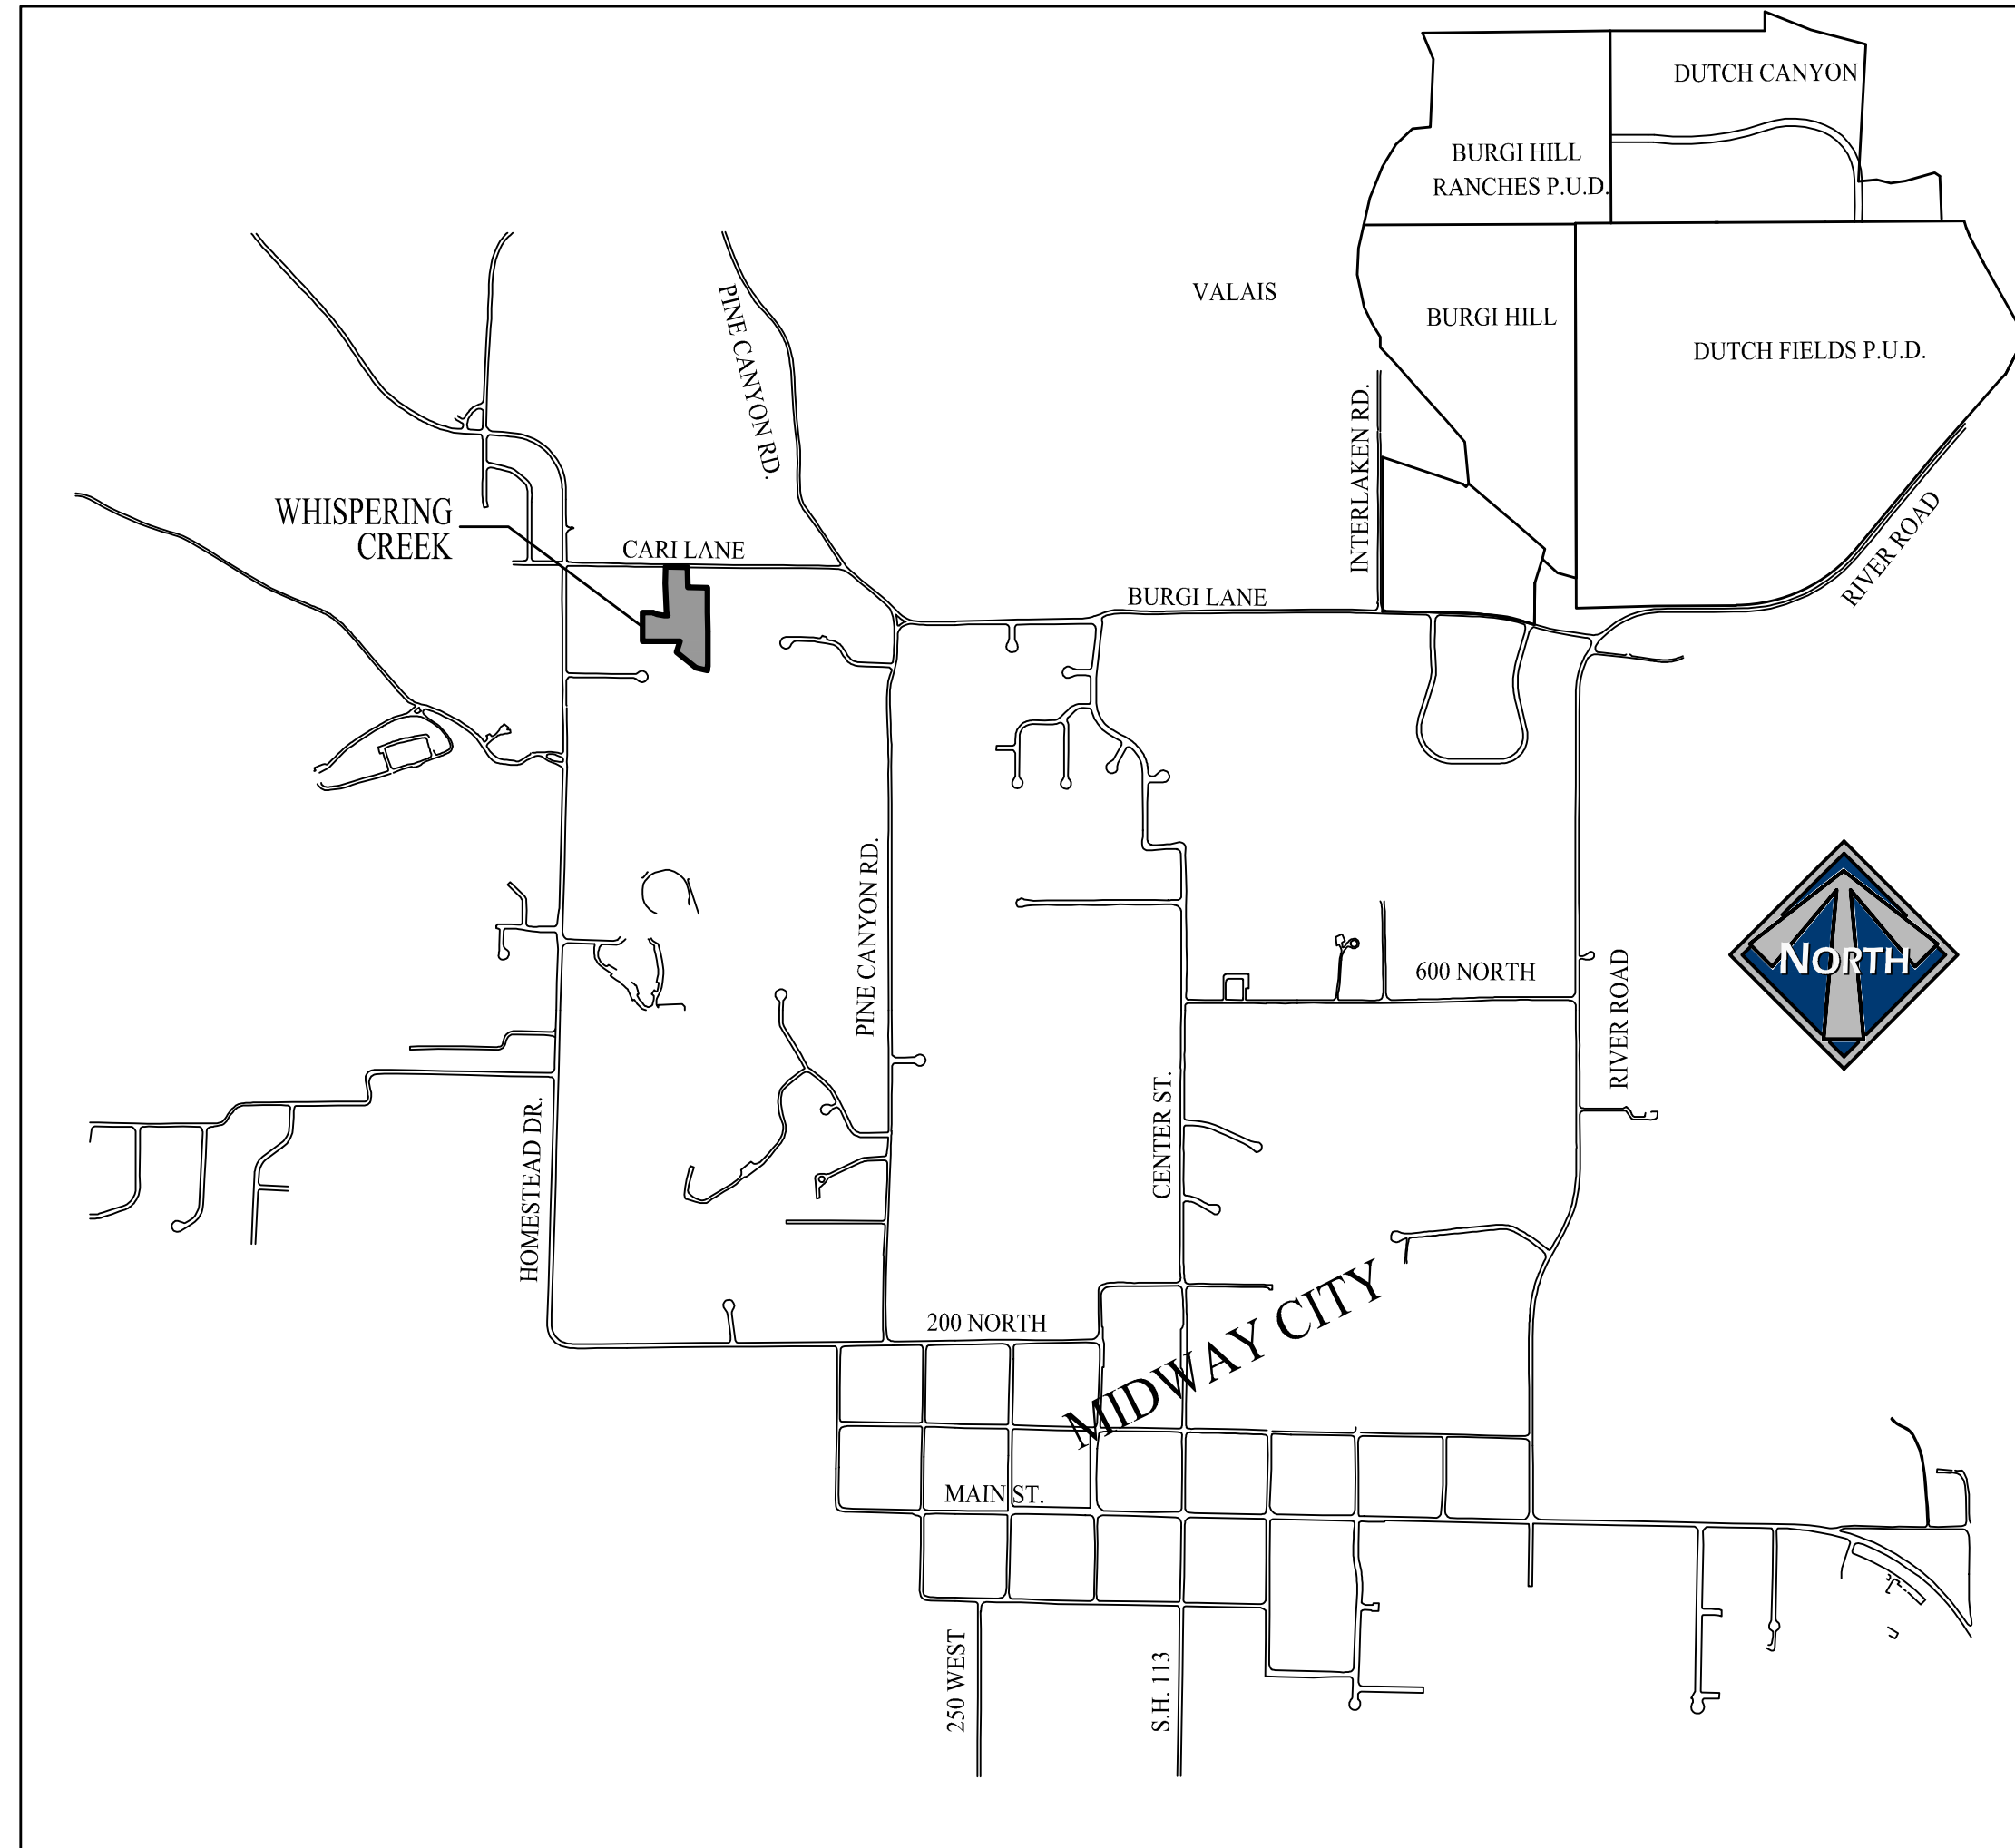 DUTCH CANYON
BURGI HILL
RANCHES P.U.D.
VALAIS
BURGI HILL
DUTCH FIELDS P.U.D.
PINE CANYON RD.
INTERLAKEN RD.
WHISPERING
CREEK
CARI LANE
BURGI LANE
RIVER ROAD
PINE CANYON RD.
600 NORTH
RIVER ROAD
NORTH
HOMESTEAD DR.
CENTER ST.
200 NORTH
MIDWAY CITY
MAIN ST.
250 WEST
S.H. 113